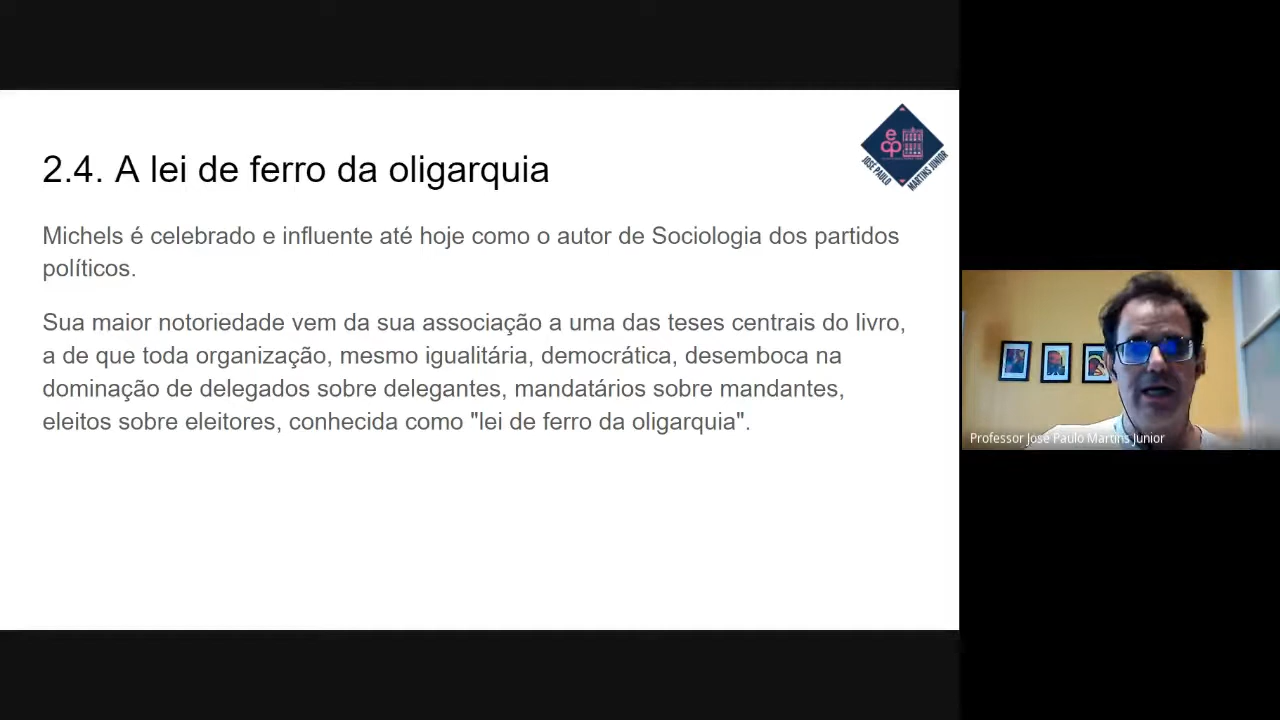 2.4. A lei de ferro da oligarquia
Michels é celebrado e influente até hoje como o autor de Sociologia dos partidos
políticos.
Sua maior notoriedade vem da sua associação a uma das teses centrais do livro,
a de que toda organização, mesmo igualitária, democrática, desemboca na
dominação de delegados sobre delegantes, mandatários sobre mandantes,
eleitos sobre eleitores, conhecida como "lei de ferro da oligarquia".
ecp
JOSÉ PAULO
MARTINS JUNIOR
Professor José Paulo Martins Junior